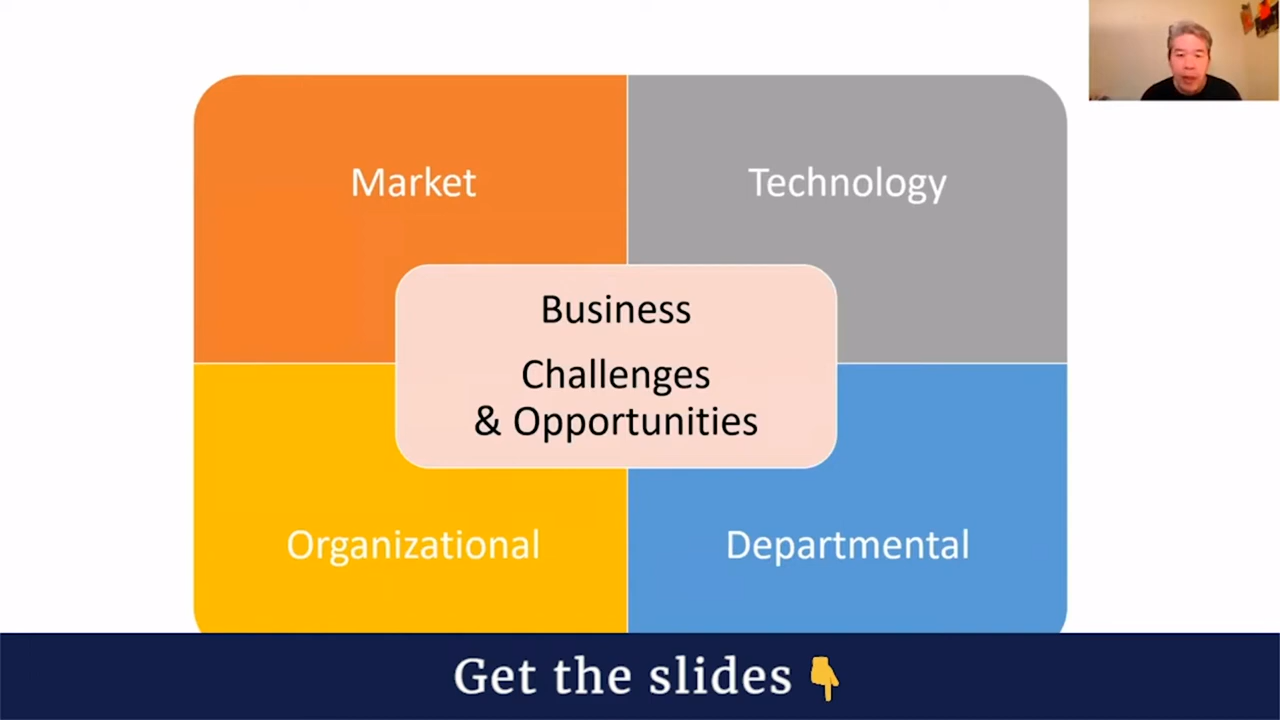 Market
Technology
Business
Challenges
& Opportunities
Organizational
Departmental
Get the slides 👇